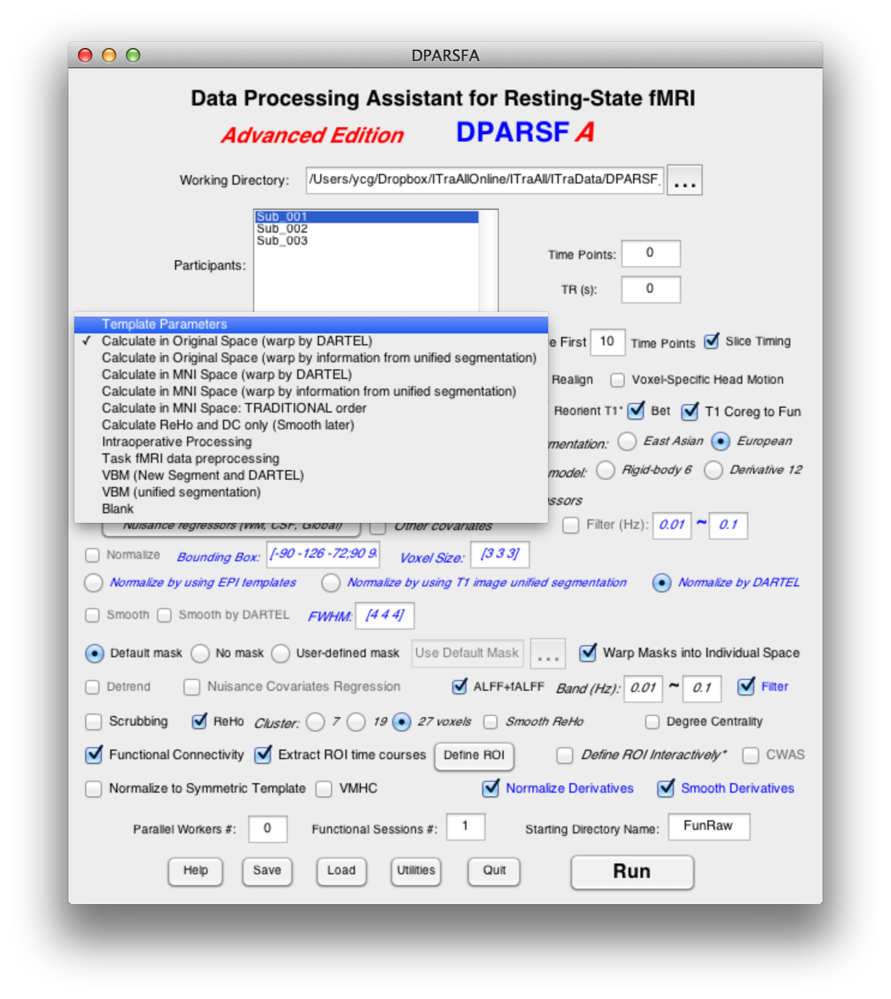 DPARSFA
Data Processing Assistant for Resting-State fMRI
Advanced Edition DPARSF A
Working Directory: /Users/ycg/Dropbox/ITraAllOnline/ITraAll/ITraData/DPARSF_ ...
Sub_001
Sub_002
Sub_003
Participants:
Time Points: 0
TR (s): 0
Template Parameters
✓ Calculate in Original Space (warp by DARTEL)
Calculate in Original Space (warp by information from unified segmentation)
Calculate in MNI Space (warp by DARTEL)
Calculate in MNI Space (warp by information from unified segmentation)
Calculate in MNI Space: TRADITIONAL order
Calculate ReHo and DC only (Smooth later)
Intraoperative Processing
Task fMRI data preprocessing
VBM (New Segment and DARTEL)
VBM (unified segmentation)
Blank
e First 10 Time Points Slice Timing
Realign Voxel-Specific Head Motion
Reorient T1* Bet T1 Coreg to Fun
mentation: East Asian European
model: Rigid-body 6 Derivative 12
ssors
Nuisance regressors (WM, CSF, Global) Other covariates Filter (Hz): 0.01 ~ 0.1
Normalize Bounding Box: [-90 -126 -72;90 9 Voxel Size: [3 3 3]
Normalize by using EPI templates Normalize by using T1 image unified segmentation Normalize by DARTEL
Smooth Smooth by DARTEL FWHM: [4 4 4]
Default mask No mask User-defined mask Use Default Mask ... Warp Masks into Individual Space
Detrend Nuisance Covariates Regression ALFF+fALFF Band (Hz): 0.01 ~ 0.1 Filter
Scrubbing ReHo Cluster: 7 19 27 voxels Smooth ReHo Degree Centrality
Functional Connectivity Extract ROI time courses Define ROI Define ROI Interactively* CWAS
Normalize to Symmetric Template VMHC Normalize Derivatives Smooth Derivatives
Parallel Workers #: 0 Functional Sessions #: 1 Starting Directory Name: FunRaw
Help Save Load Utilities Quit Run